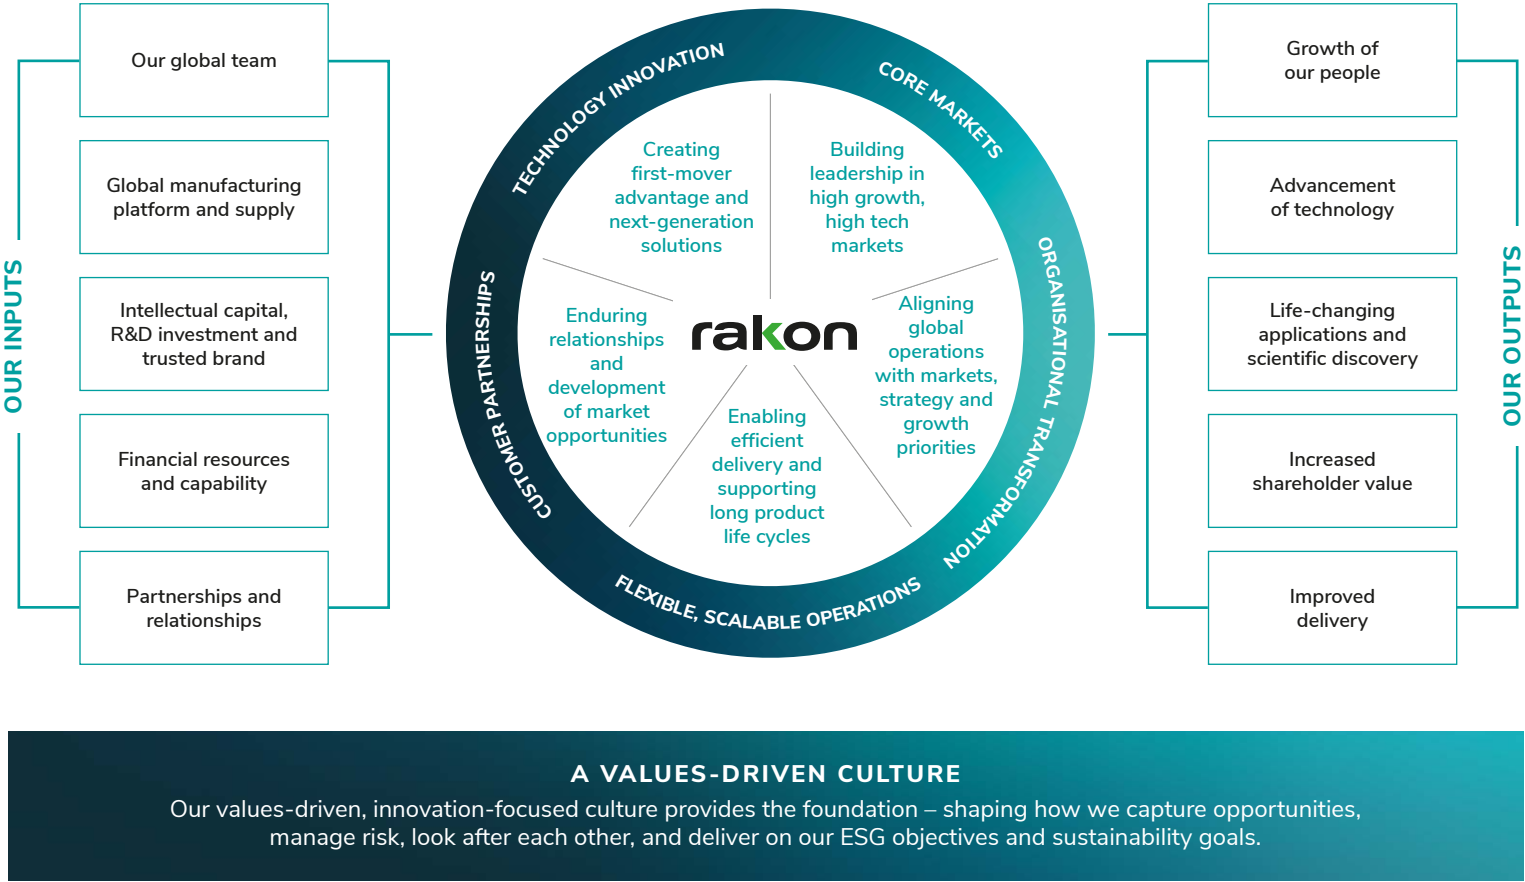 OUR INPUTS
Our global team
Global manufacturing
platform and supply
Intellectual capital,
R&D investment and
trusted brand
Financial resources
and capability
Partnerships and
relationships
TECHNOLOGY INNOVATION
CORE MARKETS
ORGANISATIONAL TRANSFORMATION
FLEXIBLE, SCALABLE OPERATIONS
CUSTOMER PARTNERSHIPS
Creating
first-mover
advantage and
next-generation
solutions
Building
leadership in
high growth,
high tech
markets
Enduring
relationships
and
development
of market
opportunities
rakon
Aligning
global
operations
with markets,
strategy and
growth
priorities
Enabling
efficient
delivery and
supporting
long product
life cycles
Growth of
our people
Advancement
of technology
Life-changing
applications and
scientific discovery
Increased
shareholder value
Improved
delivery
OUR OUTPUTS
A VALUES-DRIVEN CULTURE
Our values-driven, innovation-focused culture provides the foundation – shaping how we capture opportunities,
manage risk, look after each other, and deliver on our ESG objectives and sustainability goals.